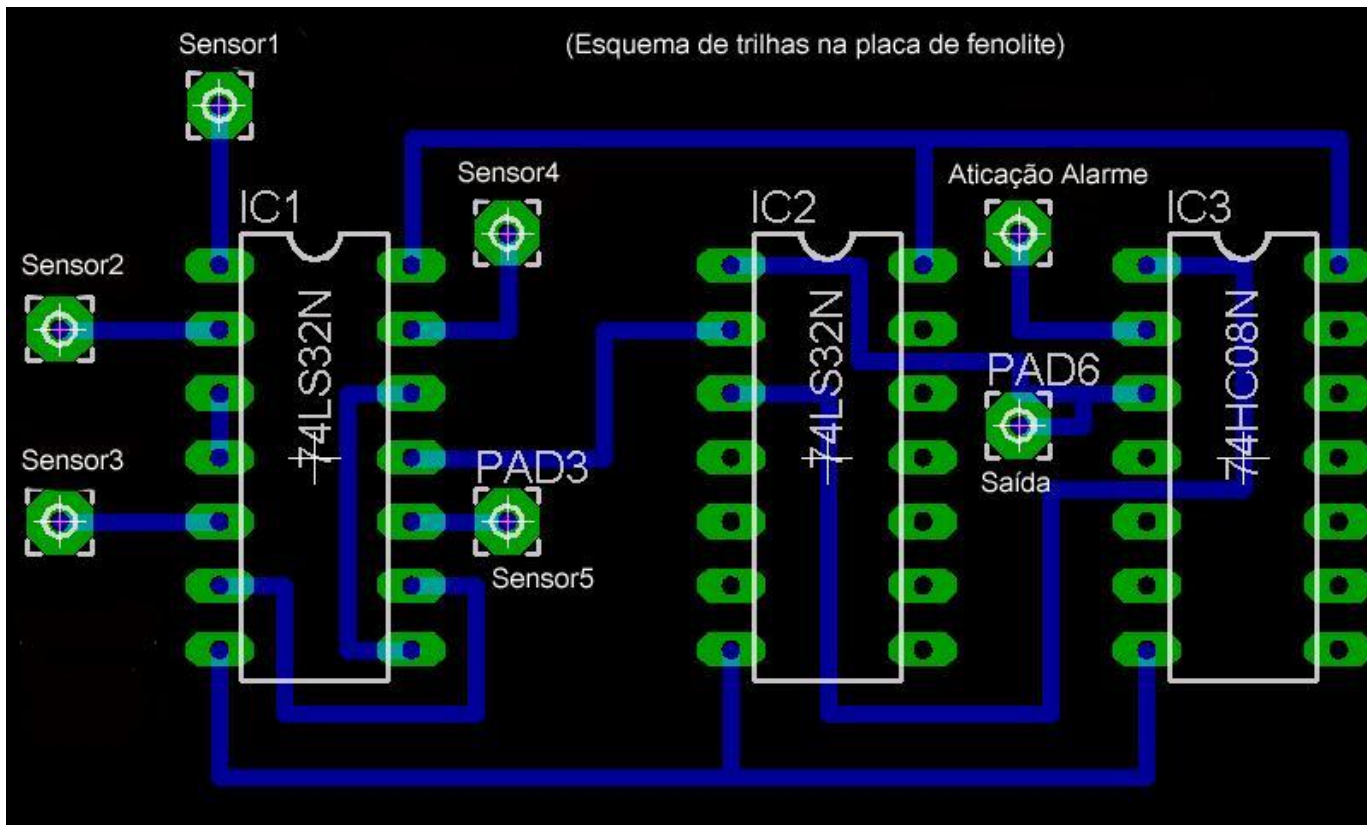 Sensor1
(Esquema de trilhas na placa de fenolite)
Sensor4
Aticação Alarme
IC1
IC2
IC3
Sensor2
74LS32N
74LS32N
74HC08N
PAD6
Sensor3
PAD3
Saída
Sensor5